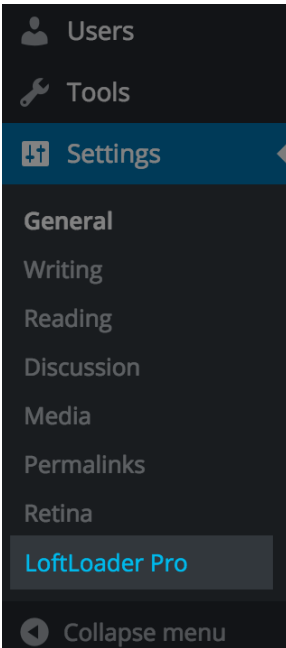 Users
Tools
Settings
General
Writing
Reading
Discussion
Media
Permalinks
Retina
LoftLoader Pro
Collapse menu